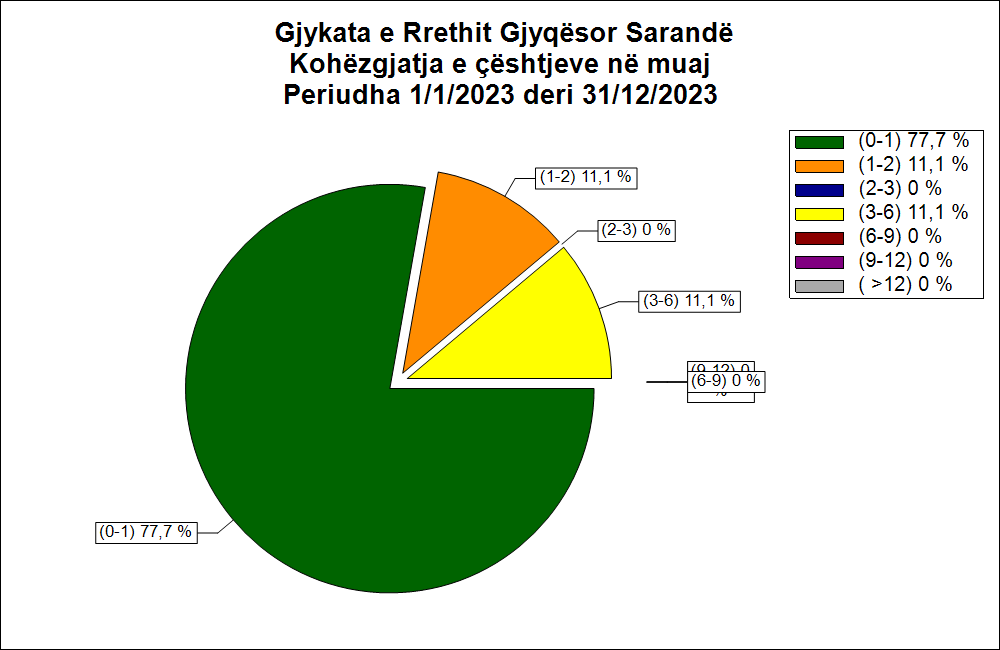 Gjykata e Rrethit Gjyqësor Sarandë
Kohëzgjatja e çështjeve në muaj
Periudha 1/1/2023 deri 31/12/2023
(0-1) 77,7 %
(1-2) 11,1 %
(2-3) 0 %
(3-6) 11,1 %
(6-9) 0 %
(9-12) 0 %
( >12) 0 %
(1-2) 11,1 %
(2-3) 0 %
(3-6) 11,1 %
(9-12) 0
(6-9) 0 %
%
(0-1) 77,7 %